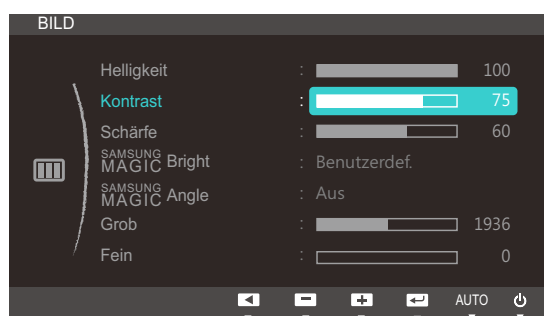 BILD
Helligkeit : 100
Kontrast : 75
Schärfe : 60
SAMSUNG MAGIC Bright : Benutzerdef.
SAMSUNG MAGIC Angle : Aus
Grob : 1936
Fein : 0
AUTO